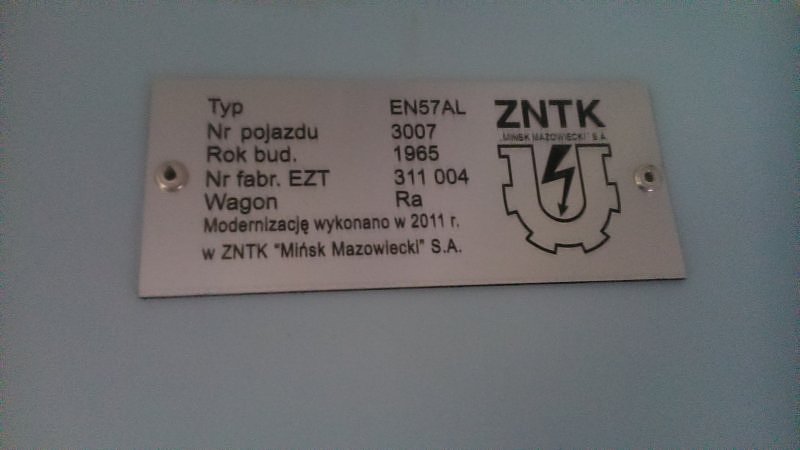 Typ EN57AL
Nr pojazdu 3007
Rok bud. 1965
Nr fabr. EZT 311 004
Wagon Ra
Modernizację wykonano w 2011 r.
w ZNTK "Mińsk Mazowiecki" S.A.
ZNTK
„MIŃSK MAZOWIECKI" S.A.